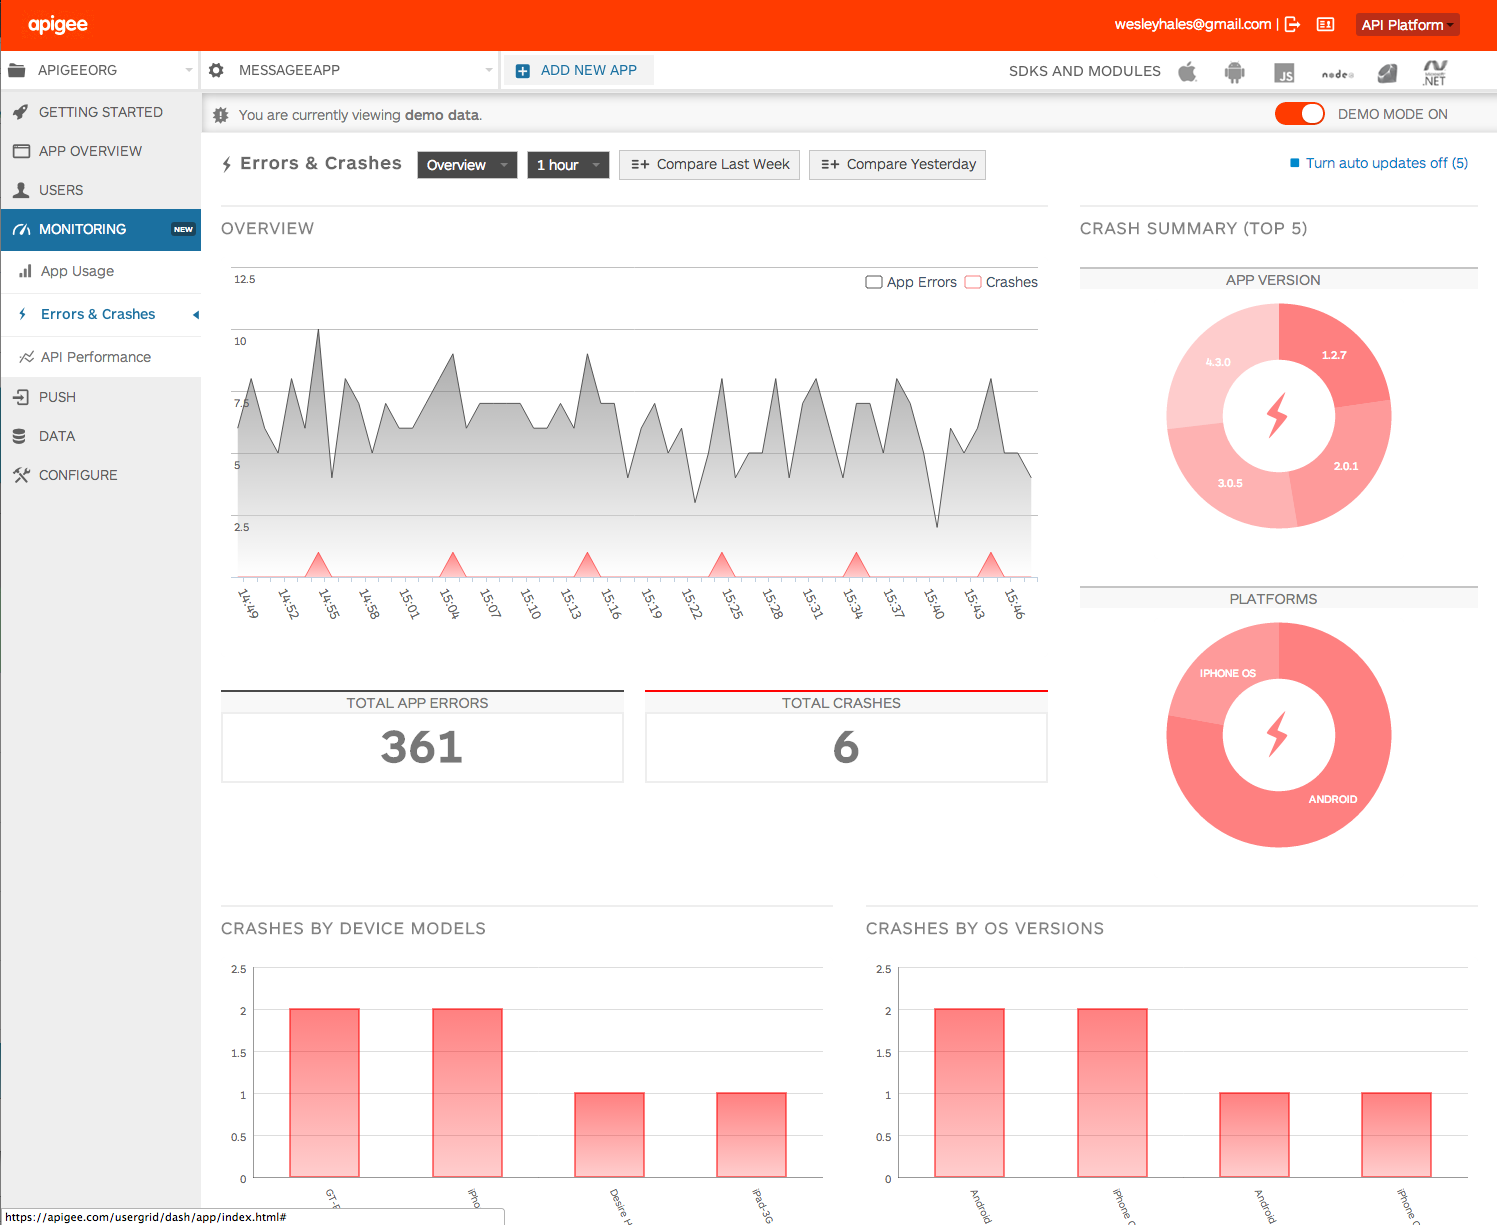 apigee
wesleyhales@gmail.com |
API Platform
APIGEEORG
MESSAGEEAPP
ADD NEW APP
SDKS AND MODULES
JS
node
.NET
GETTING STARTED
APP OVERVIEW
USERS
MONITORING NEW
App Usage
Errors & Crashes
API Performance
PUSH
DATA
CONFIGURE
You are currently viewing demo data.
DEMO MODE ON
Errors & Crashes
Overview
1 hour
Compare Last Week
Compare Yesterday
Turn auto updates off (5)
OVERVIEW
12.5
10
7.5
5
2.5
App Errors
Crashes
14:49
14:52
14:55
14:58
15:01
15:04
15:07
15:10
15:13
15:16
15:19
15:22
15:25
15:28
15:31
15:34
15:37
15:40
15:43
15:46
TOTAL APP ERRORS
361
TOTAL CRASHES
6
CRASH SUMMARY (TOP 5)
APP VERSION
4.3.0
1.2.7
3.0.5
2.0.1
PLATFORMS
IPHONE OS
ANDROID
CRASHES BY DEVICE MODELS
2.5
2
1.5
1
0.5
0
iPho
Desire
iPad-3G
CRASHES BY OS VERSIONS
2.5
2
1.5
1
0.5
0
Android
iPhone
Android
iPhone
https://apigee.com/usergrid/dash/app/index.html#